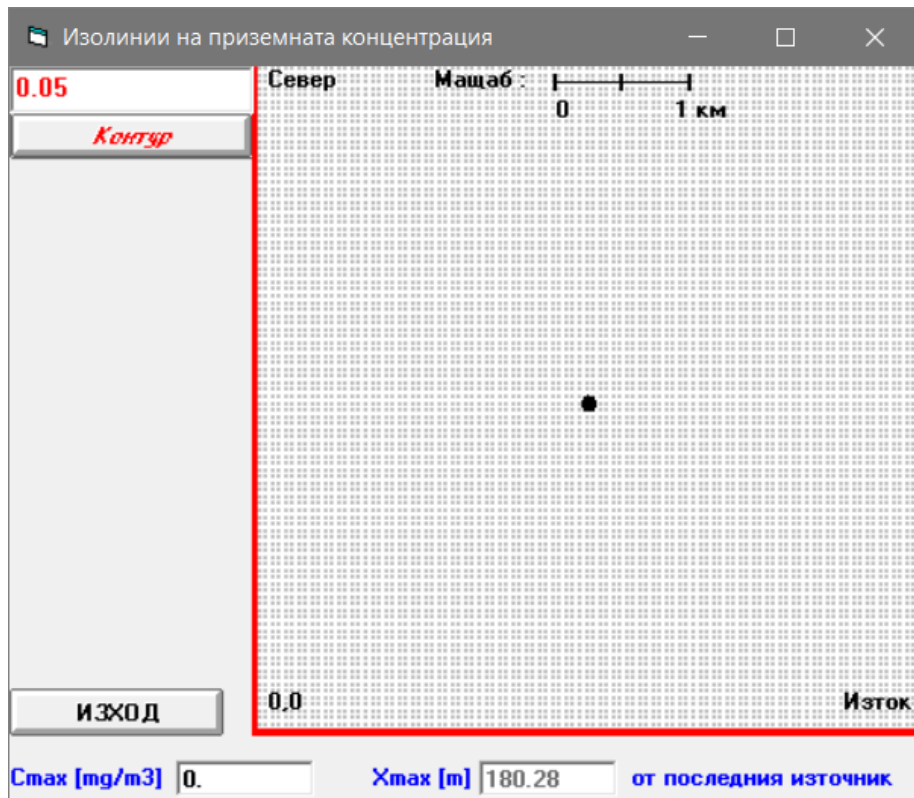 Изолинии на приземната концентрация
0.05
Контур
Север
Мащаб :
0
1 км
0,0
Изток
ИЗХОД
Cmax [mg/m3] 0.
Xmax [m] 180.28 от последния източник